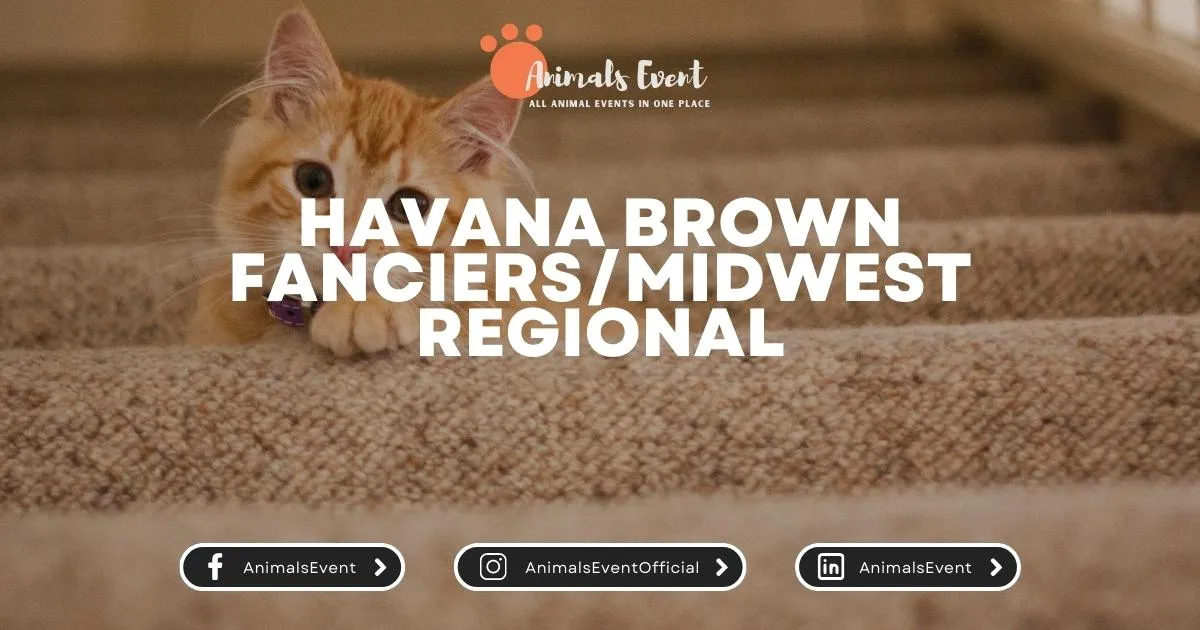 Animals Event
ALL ANIMAL EVENTS IN ONE PLACE
HAVANA BROWN
FANCIERS/MIDWEST
REGIONAL
AnimalsEvent
AnimalsEventOfficial
AnimalsEvent